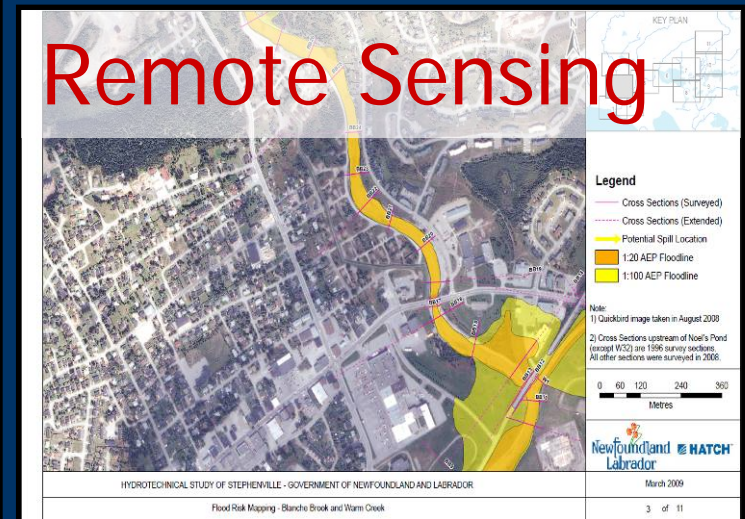 Remote Sensing
KEY PLAN
Legend
Cross Sections (Surveyed)
Cross Sections (Extended)
Potential Spill Location
1:20 AEP Floodline
1:100 AEP Floodline
Note:
1) Quickbird image taken in August 2008
2) Cross Sections upstream of Noel's Pond
(except W32) are 1996 survey sections.
All other sections were surveyed in 2008.
0 60 120 240 360
Metres
Newfoundland
Labrador
HATCH
HYDROTECHNICAL STUDY OF STEPHENVILLE - GOVERNMENT OF NEWFOUNDLAND AND LABRADOR
March 2009
Flood Risk Mapping - Blanche Brook and Warm Creek
3 of 11